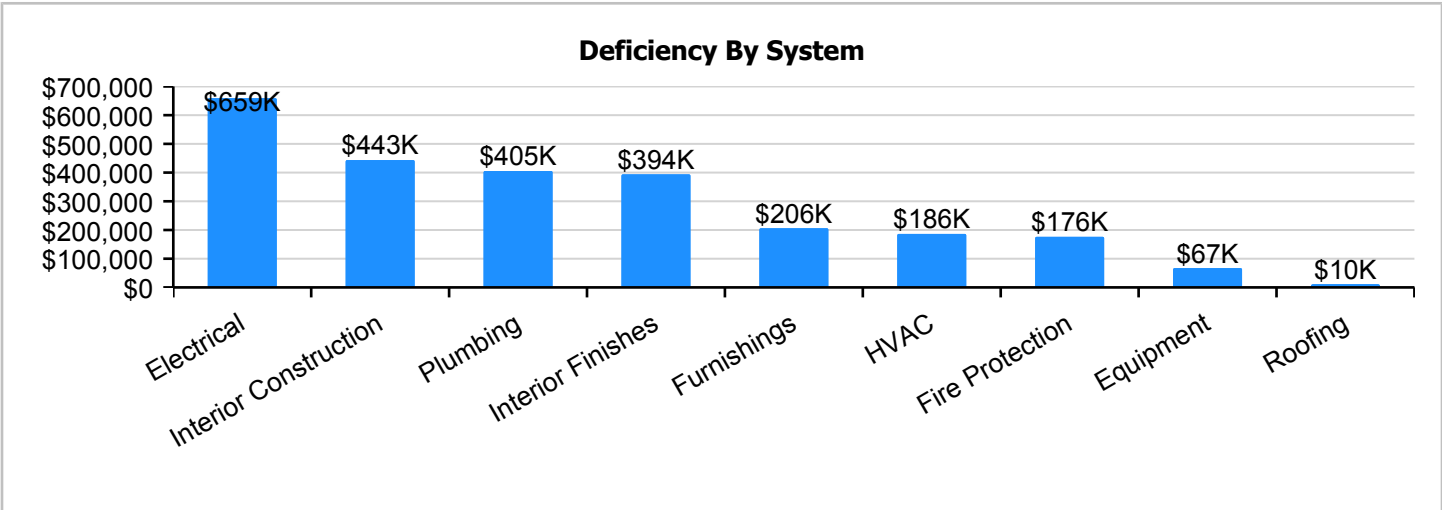 Deficiency By System
$700,000
$600,000
$500,000
$400,000
$300,000
$200,000
$100,000
$0
$659K
$443K
$405K
$394K
$206K
$186K
$176K
$67K
$10K
Electrical
Interior Construction
Plumbing
Interior Finishes
Furnishings
HVAC
Fire Protection
Equipment
Roofing